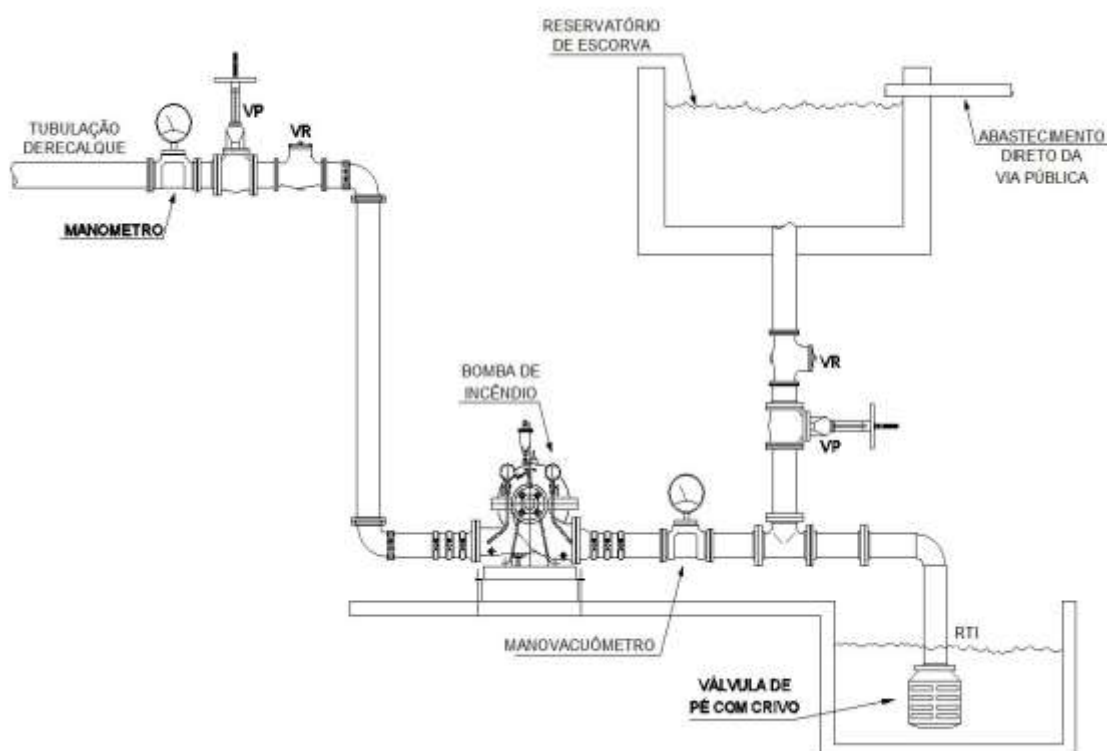 RESERVATÓRIO
DE ESCORVA
VP
TUBULAÇÃO
DERECALQUE
VR
ABASTECIMENTO
DIRETO DA
VIA PÚBLICA
MANOMETRO
BOMBA DE
INCÊNDIO
VR
VP
MANOVACUÔMETRO
RTI
VÁLVULA DE
PÉ COM CRIVO